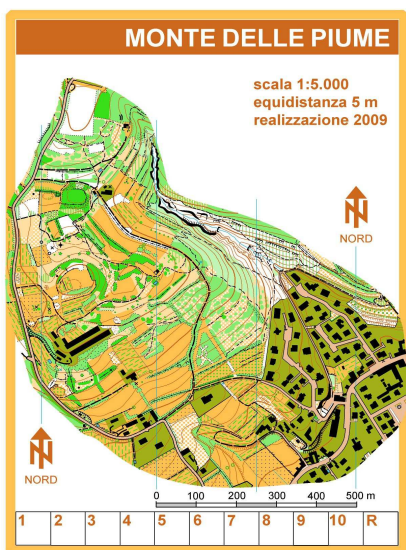 MONTE DELLE PIUME
scala 1:5.000
equidistanza 5 m
realizzazione 2009
NORD
NORD
0 100 200 300 400 500 m
1 2 3 4 5 6 7 8 9 10 R